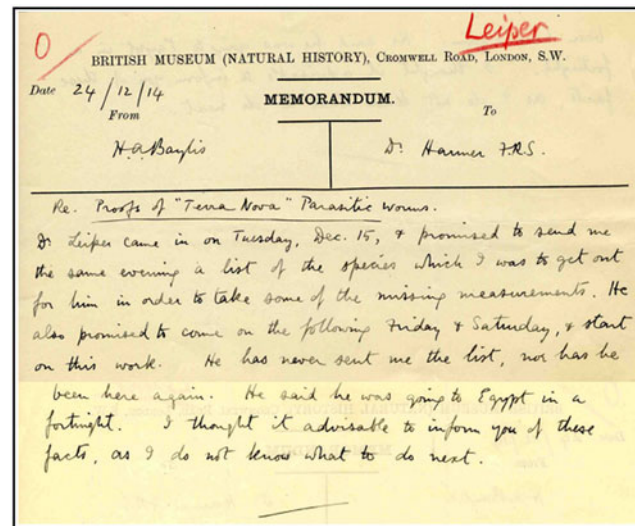 O
Leiper
BRITISH MUSEUM (NATURAL HISTORY), CROMWELL ROAD, LONDON, S.W.
Date 24/12/14
MEMORANDUM.
From
To
H.A. Baylis
Dr. Harmer F.R.S.
Re. Proofs of "Terra Nova" Parasitic worms.
Dr. Leiper came in on Tuesday, Dec. 15, & promised to send me
the same evening a list of the species which I was to get out
for him in order to take some of the missing measurements. He
also promised to come on the following Friday & Saturday, & start
on this work. He has never sent me the list, nor has he
been here again. He said he was going to Egypt in a
fortnight. I thought it advisable to inform you of these
facts, as I do not know what to do next.